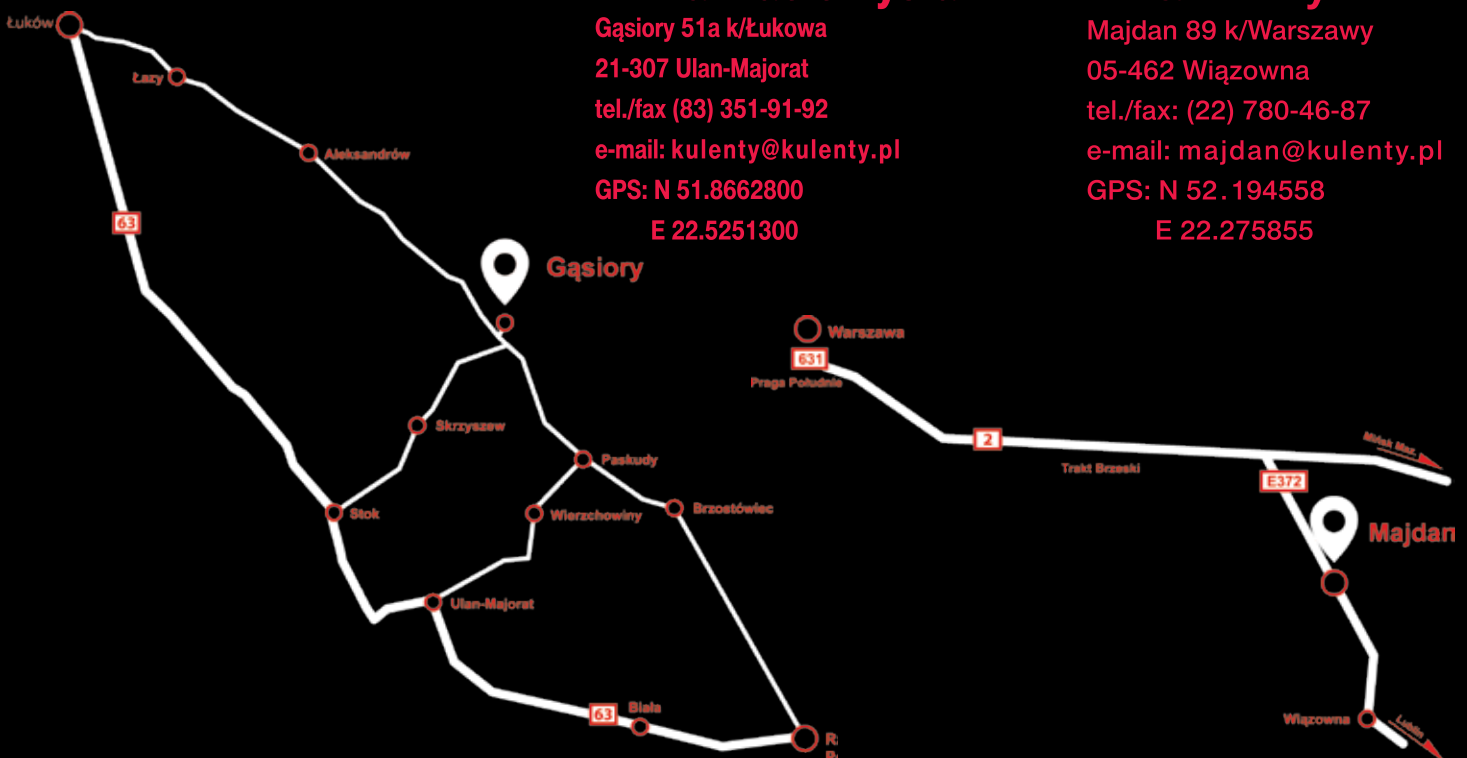 Gąsiory 51a k/Łukowa
21-307 Ulan-Majorat
tel./fax (83) 351-91-92
e-mail: kulenty@kulenty.pl
GPS: N 51.8662800
E 22.5251300
Majdan 89 k/Warszawy
05-462 Wiązowna
tel./fax: (22) 780-46-87
e-mail: majdan@kulenty.pl
GPS: N 52.194558
E 22.275855
Łuków
Łazy
Aleksandrów
63
Gąsiory
Skrzyszew
Paskudy
Stok
Wierzchowiny
Brzostówiec
Ulan-Majorat
63
Biała
Warszawa
631
Praga Południe
2
Trakt Brzeski
Mińsk Maz.
E372
Majdan
Wiązowna
Lublin